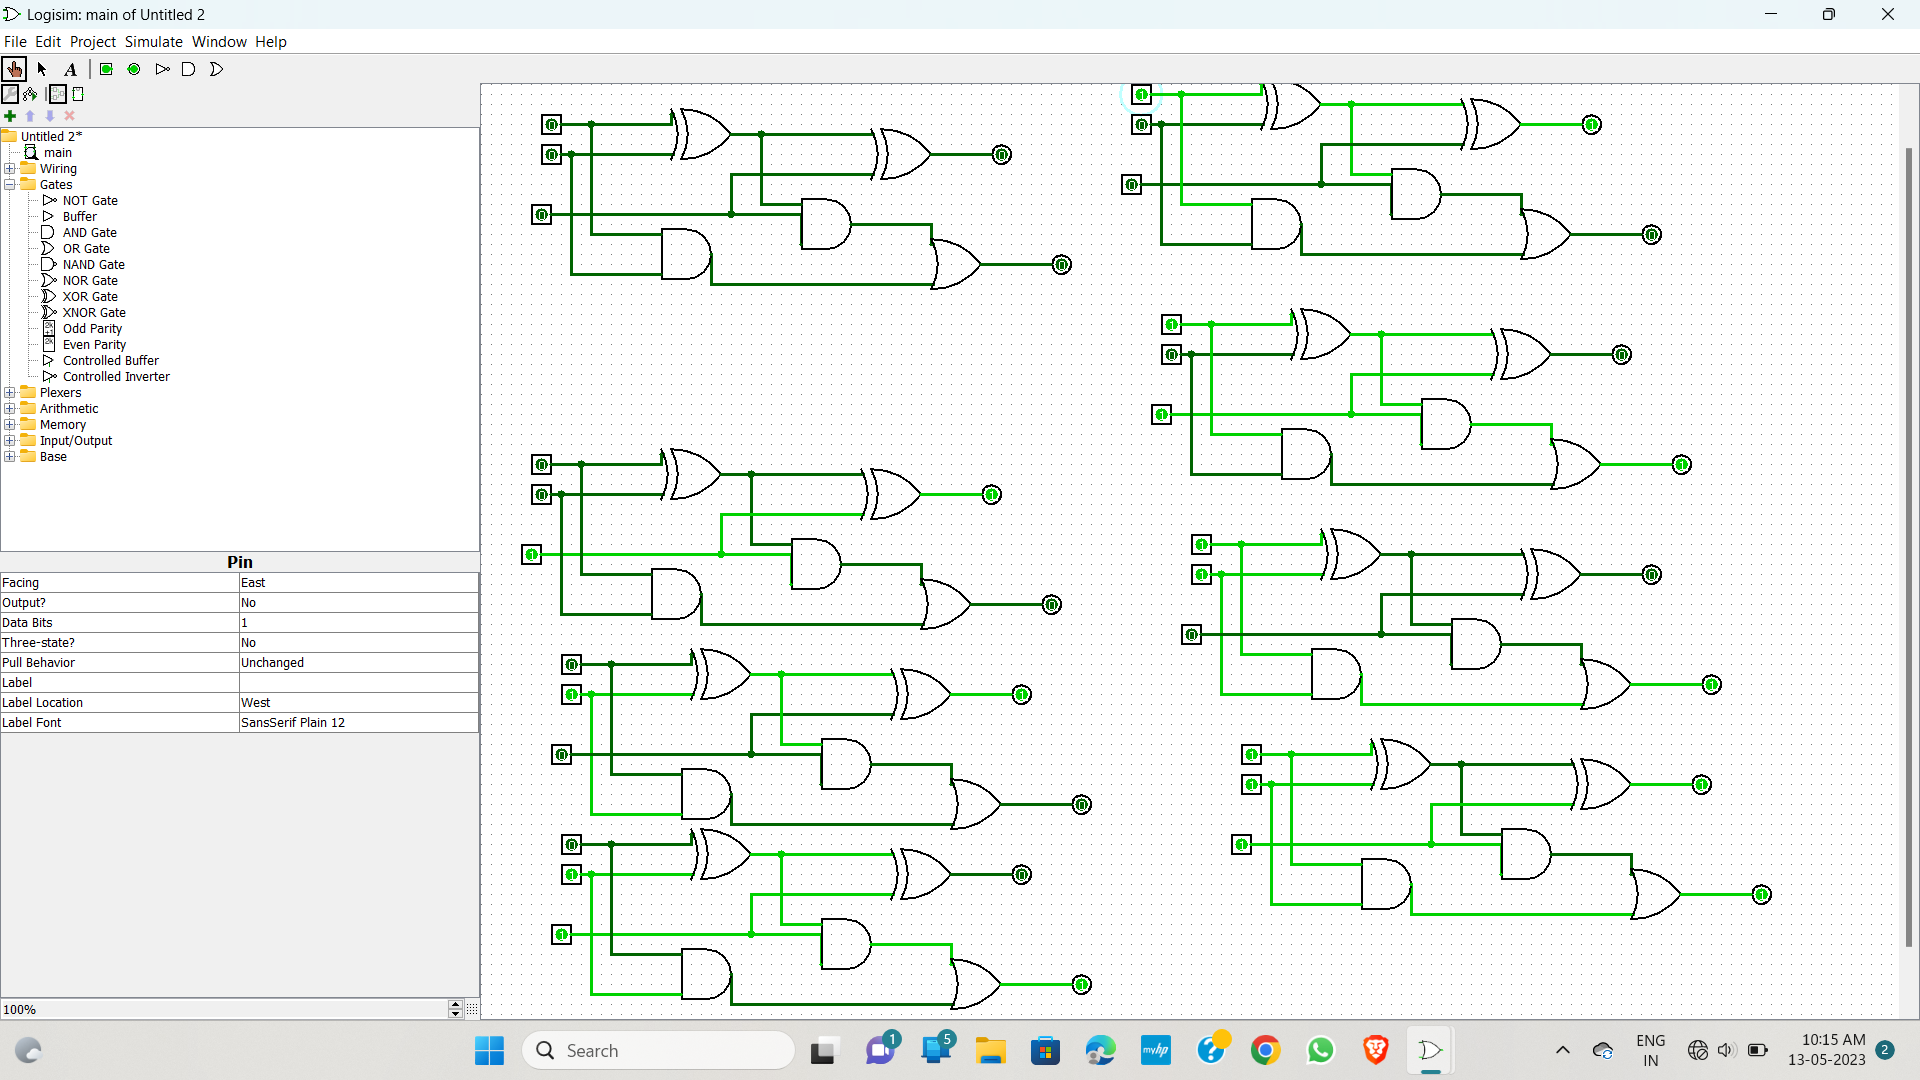 Logisim: main of Untitled 2
File Edit Project Simulate Window Help
A
Untitled 2*
main
Wiring
Gates
NOT Gate
Buffer
AND Gate
OR Gate
NAND Gate
NOR Gate
XOR Gate
XNOR Gate
Odd Parity
Even Parity
Controlled Buffer
Controlled Inverter
Plexers
Arithmetic
Memory
Input/Output
Base
Pin
Facing East
Output? No
Data Bits 1
Three-state? No
Pull Behavior Unchanged
Label
Label Location West
Label Font SansSerif Plain 12
100%
0 0 0 0 0
1 0 0 1 0
0 0 1 1 0
1 0 1 0 1
0 1 0 1 0
1 1 0 0 1
0 1 1 0 1
1 1 1 1 1
Search
1
5
myhp
?
ENG
IN
10:15 AM
13-05-2023
2